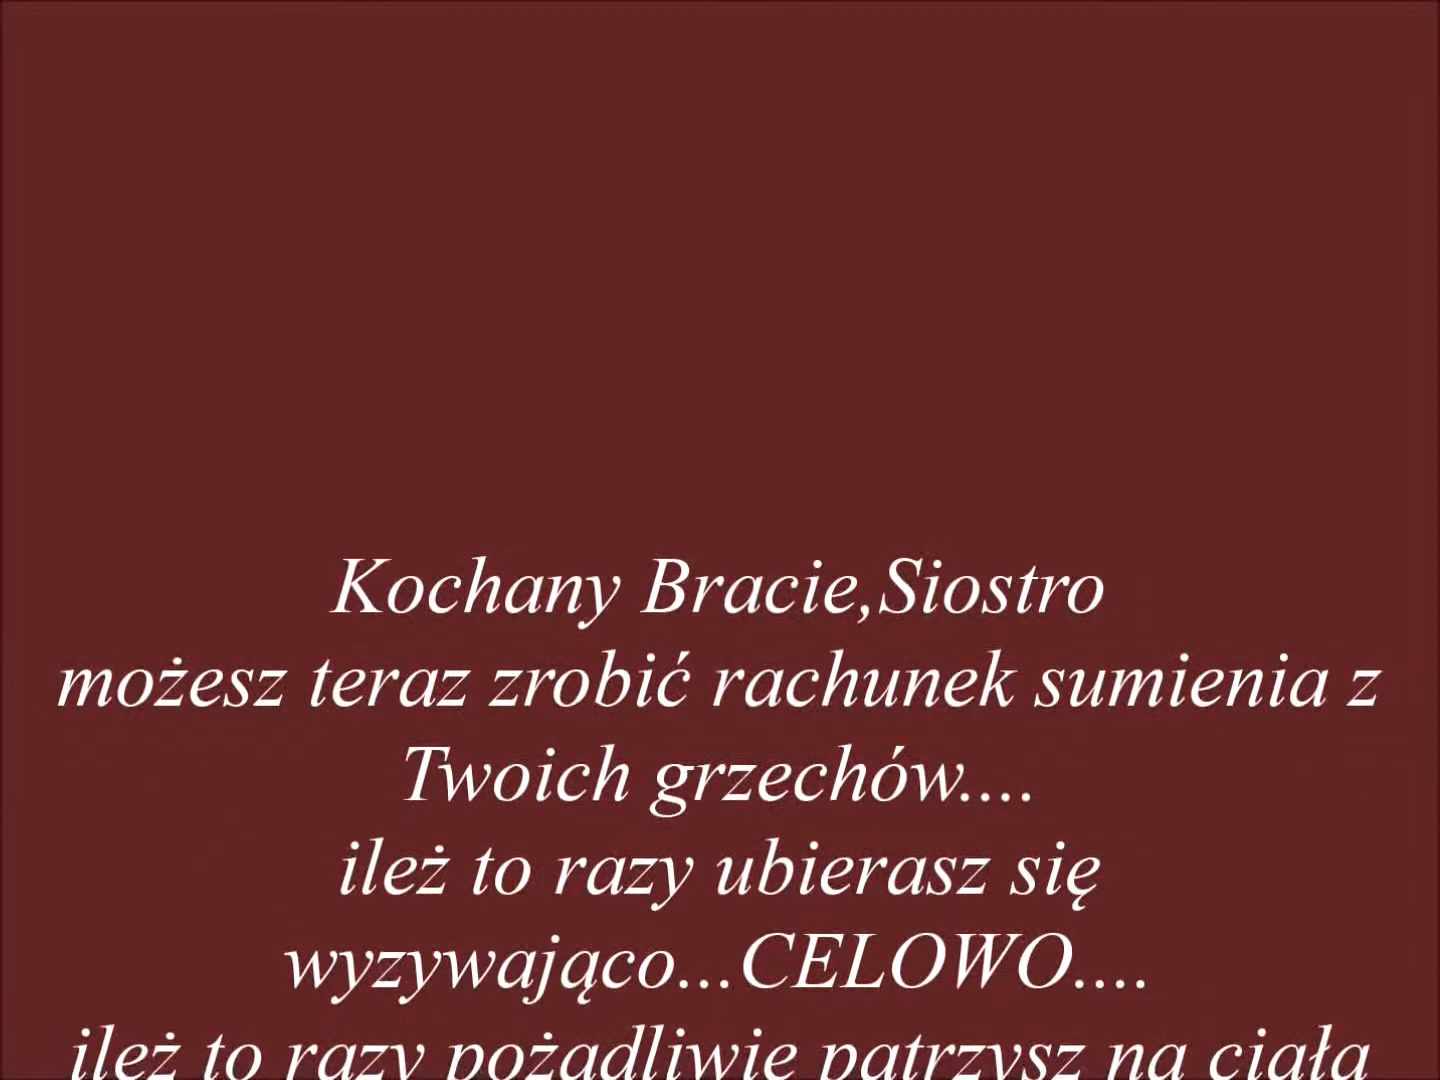 Kochany Bracie,Siostro
możesz teraz zrobić rachunek sumienia z
Twoich grzechów....
ileż to razy ubierasz się
wyzywająco...CELOWO....
ileż to razy pożądliwie patrzysz na ciała